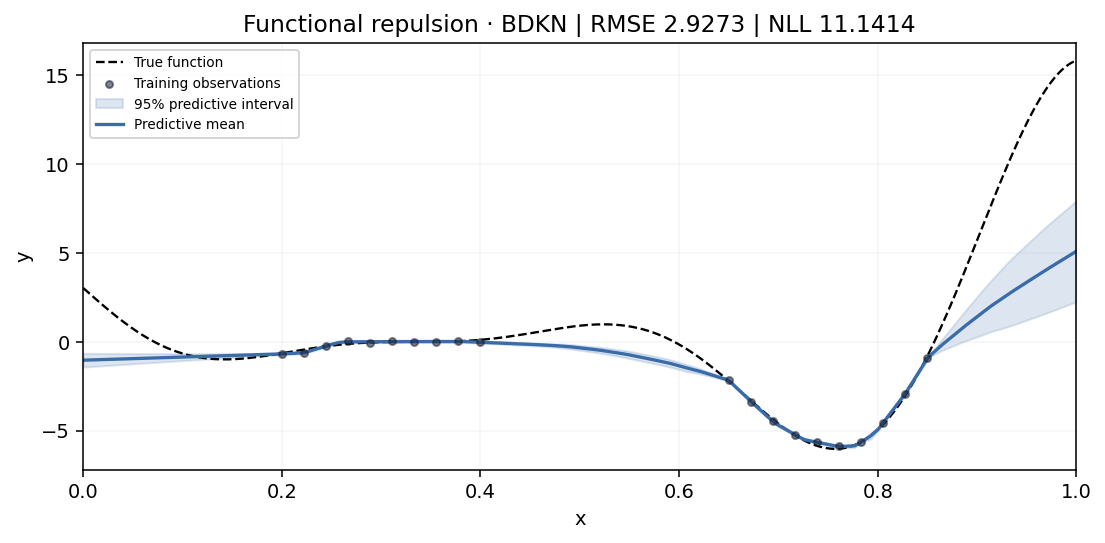 Functional repulsion · BDKN | RMSE 2.9273 | NLL 11.1414
True function
Training observations
95% predictive interval
Predictive mean
15
10
5
0
−5
y
0.0 0.2 0.4 0.6 0.8 1.0
x